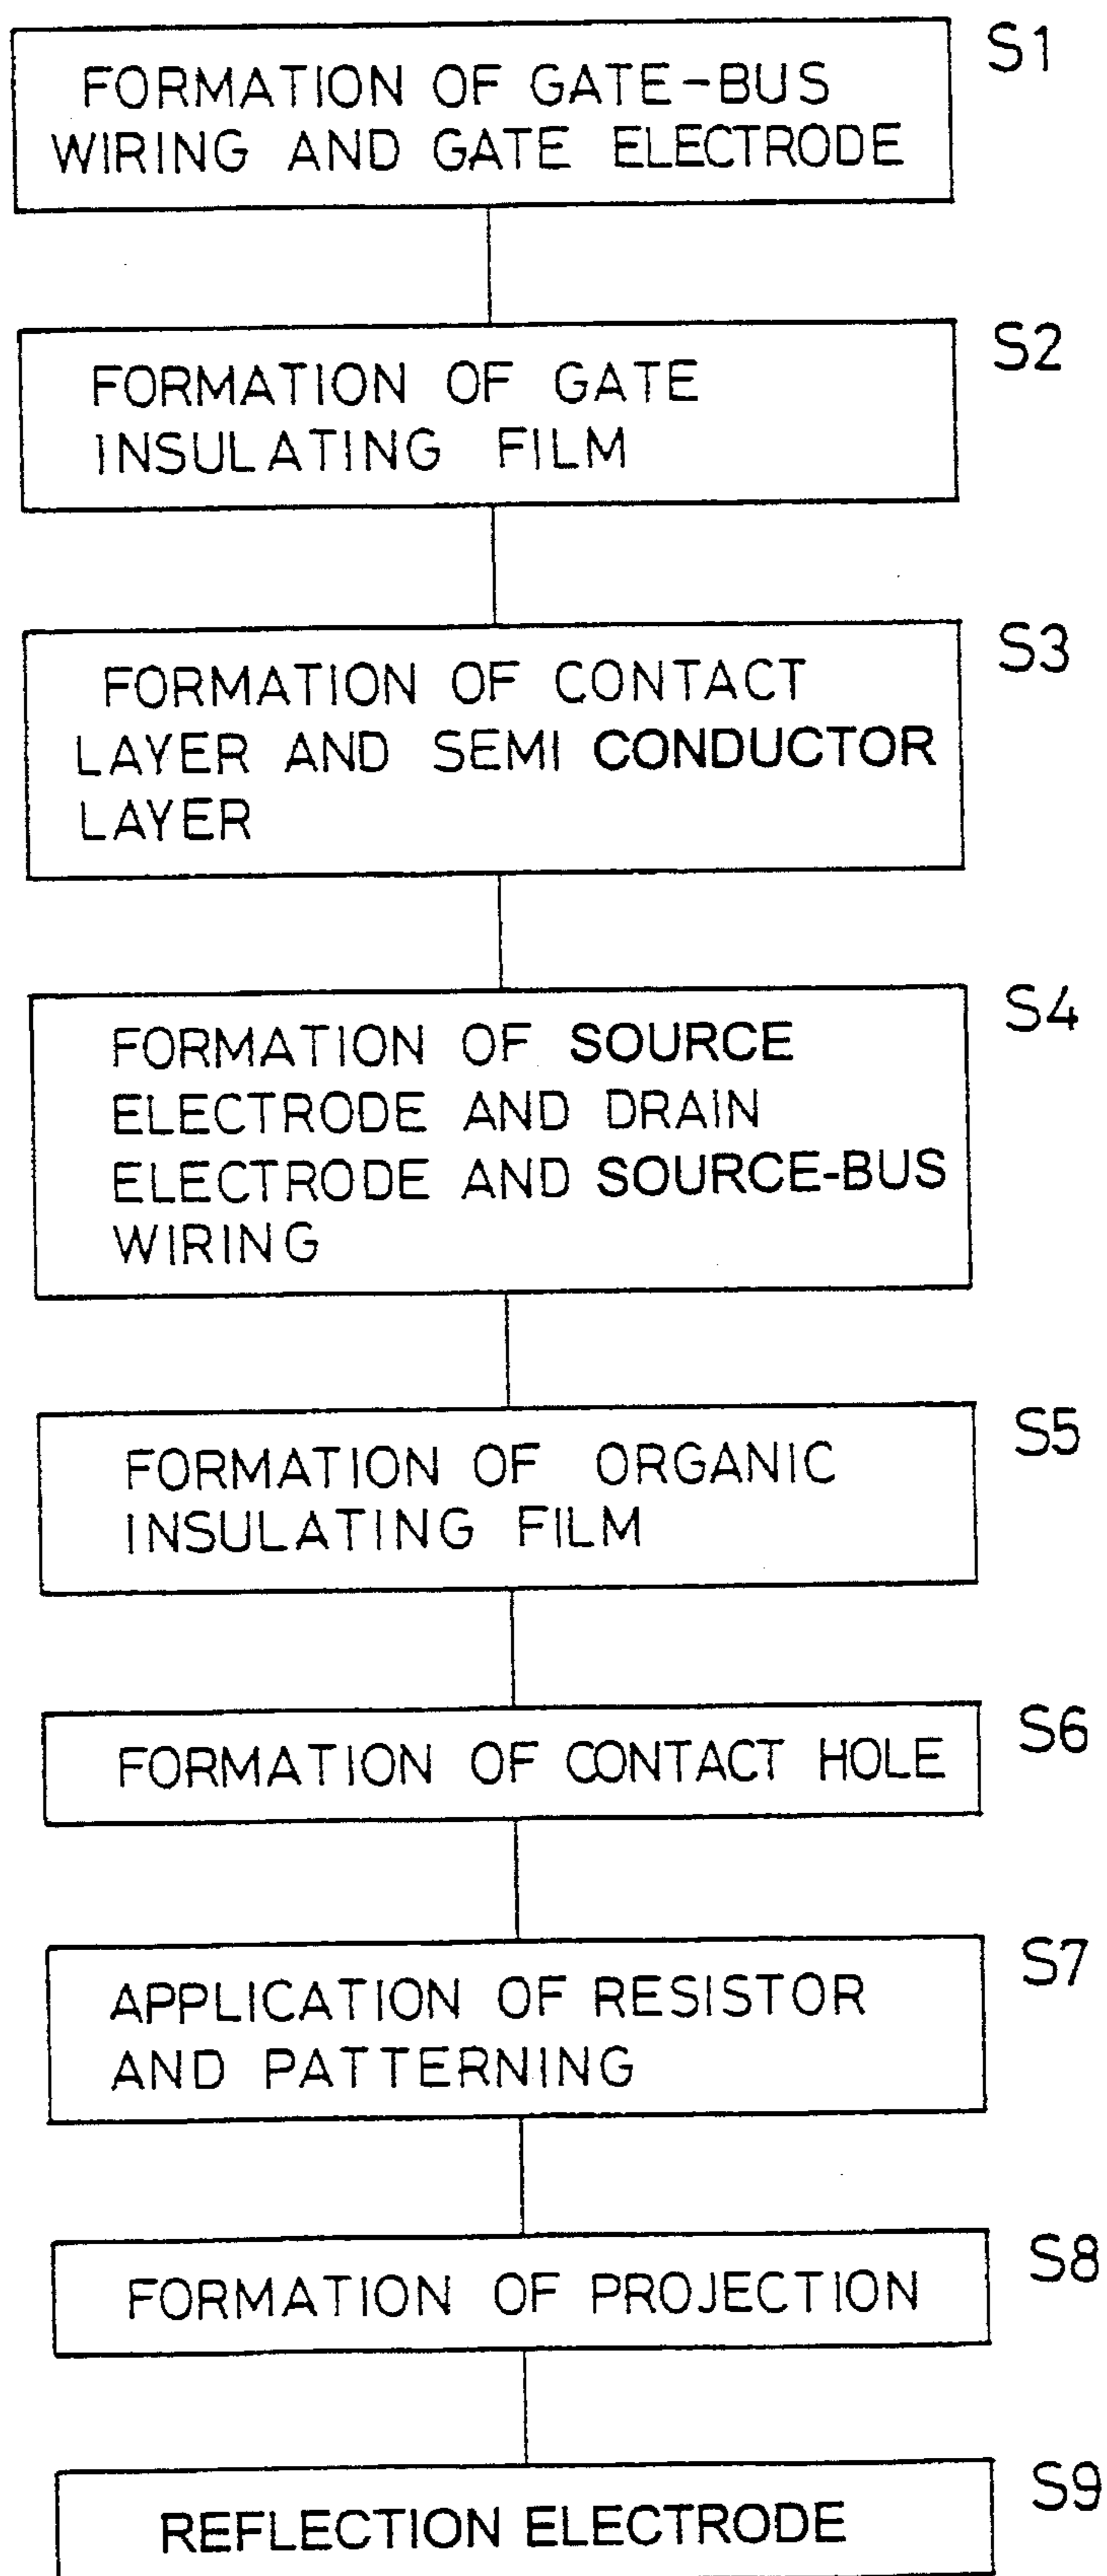 S1
FORMATION OF GATE-BUS
WIRING AND GATE ELECTRODE
S2
FORMATION OF GATE
INSULATING FILM
S3
FORMATION OF CONTACT
LAYER AND SEMI CONDUCTOR
LAYER
S4
FORMATION OF SOURCE
ELECTRODE AND DRAIN
ELECTRODE AND SOURCE-BUS
WIRING
S5
FORMATION OF ORGANIC
INSULATING FILM
S6
FORMATION OF CONTACT HOLE
S7
APPLICATION OF RESISTOR
AND PATTERNING
S8
FORMATION OF PROJECTION
S9
REFLECTION ELECTRODE